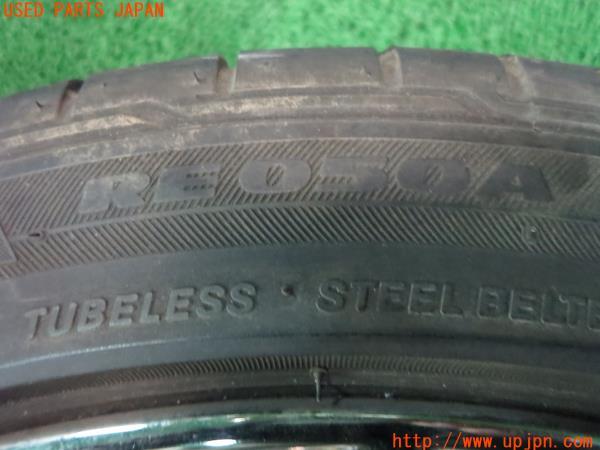 USED PARTS JAPAN
RE050A
TUBELESS • STEEL BELTE
http://www.upjpn.com/